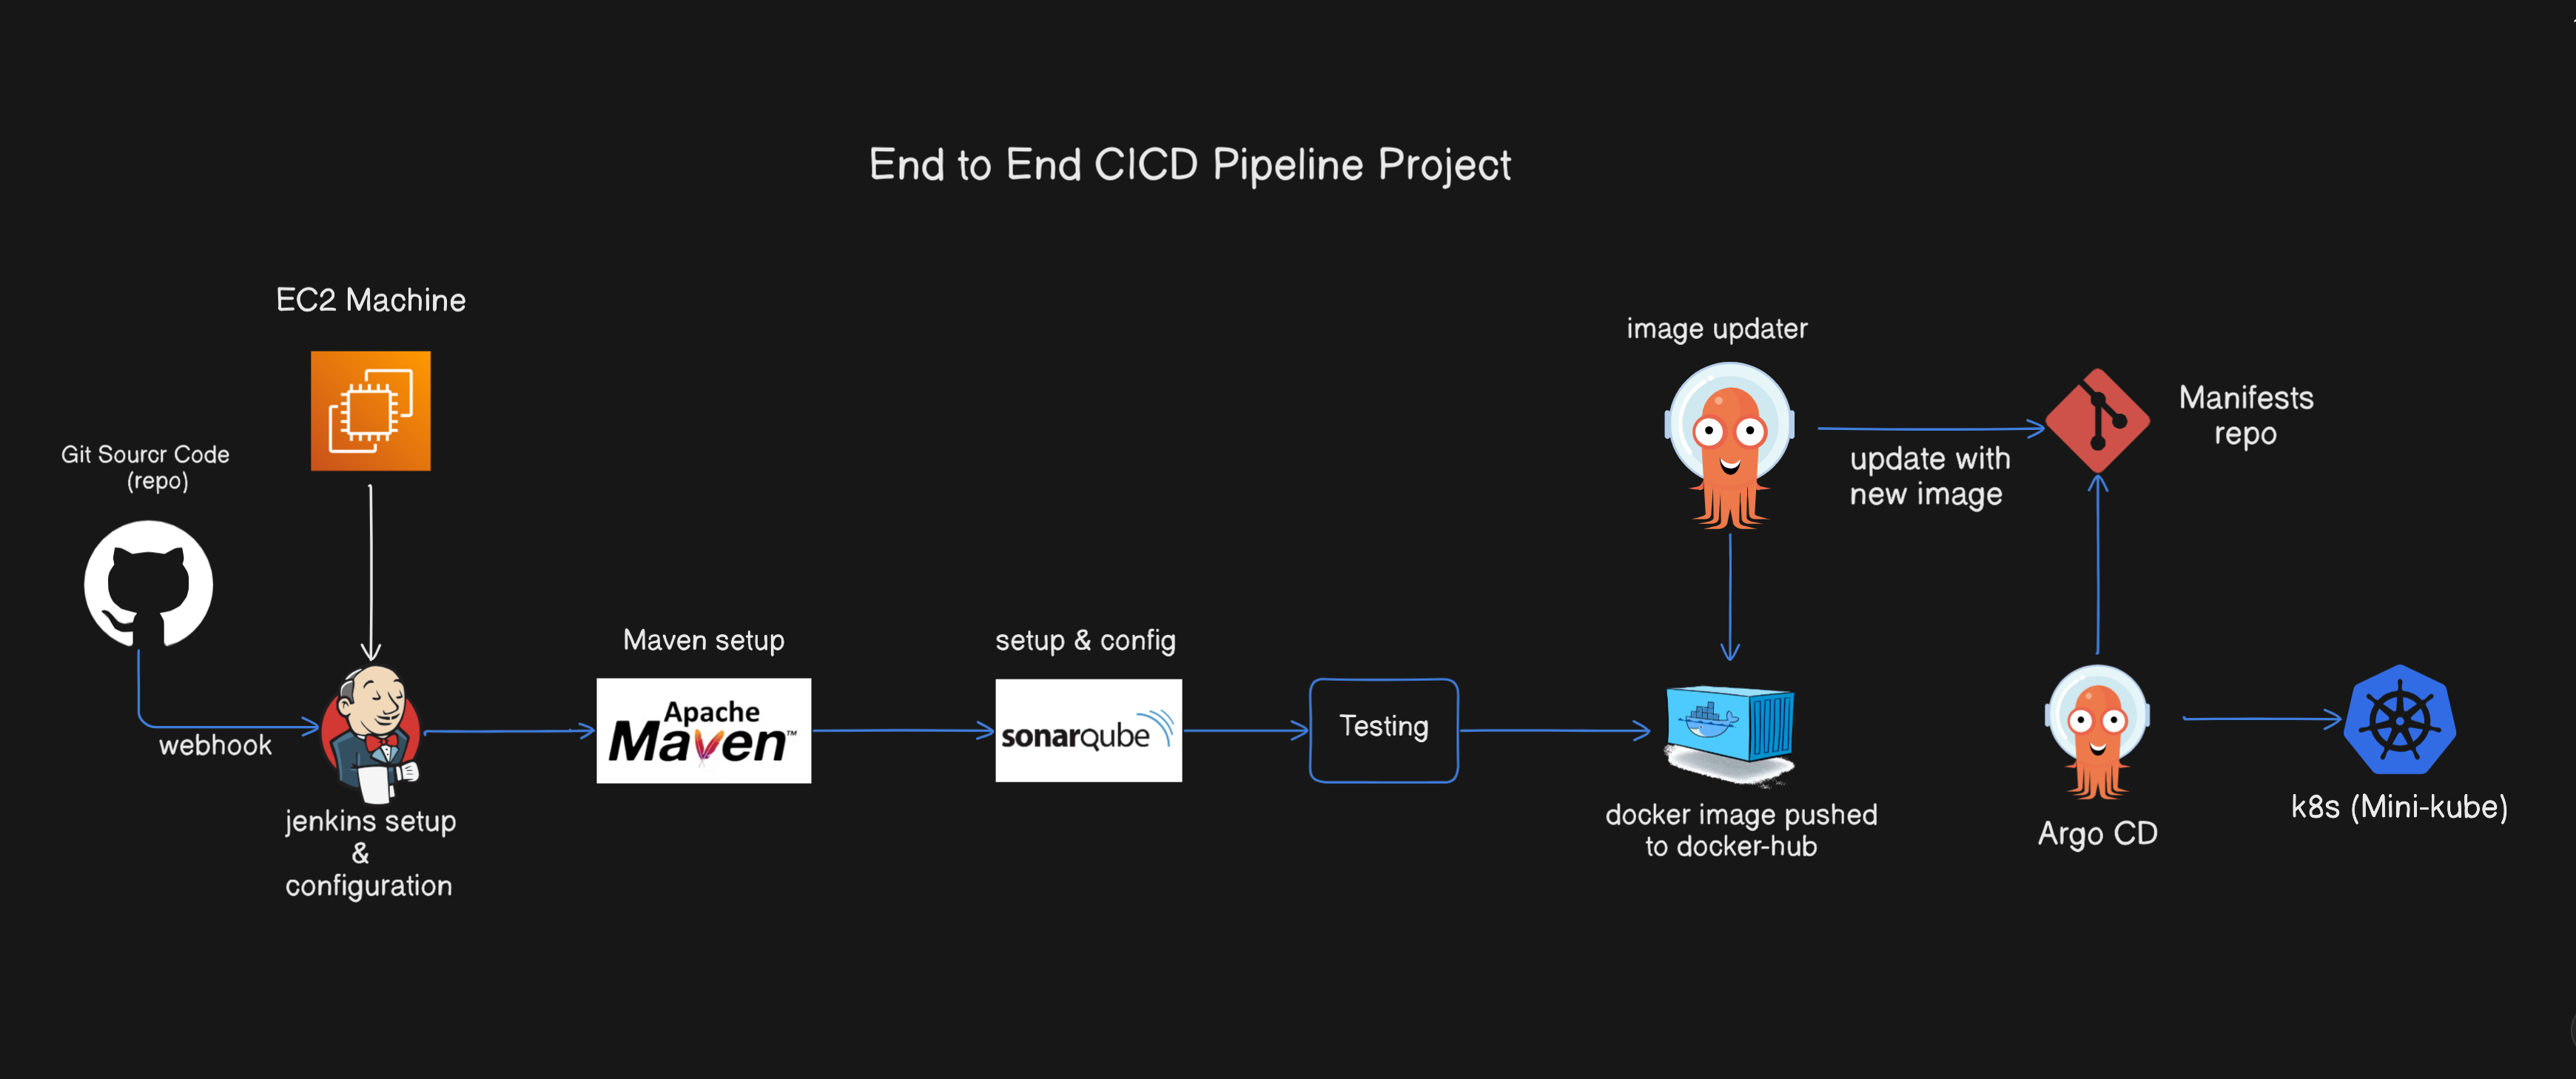 End to End CICD Pipeline Project
EC2 Machine
Git Sourcr Code
(repo)
webhook
jenkins setup
&
configuration
Maven setup
Apache
Maven™
setup & config
sonarqube
Testing
image updater
update with
new image
Manifests
repo
docker image pushed
to docker-hub
Argo CD
k8s (Mini-kube)